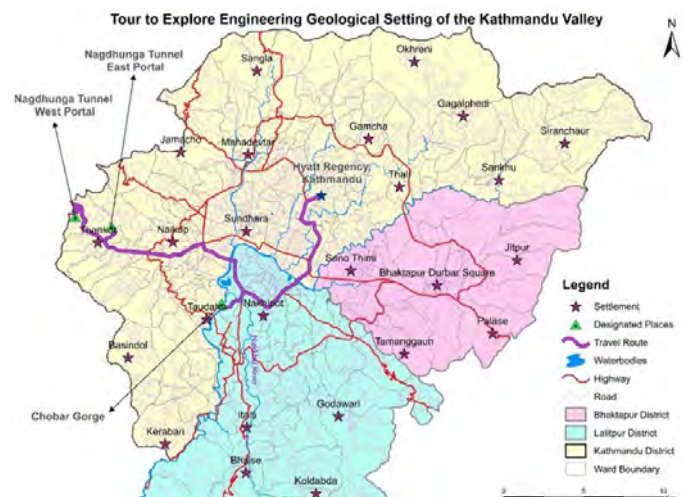 Tour to Explore Engineering Geological Setting of the Kathmandu Valley
N
Nagdhunga Tunnel
East Portal
Nagdhunga Tunnel
West Portal
Sangla
Okhreni
Gagalphedi
Siranchaur
Gamcha
Jamacho
Mahadevtar
Hyatt Regency,
Kathmandu
Thali
Sankhu
Thankot
Naikap
Sundhara
Sano Thimi
Jitpur
Bhaktapur Durbar Square
Taudaha
Nakhipot
Palase
Tamanggaun
Basindol
Chobar Gorge
Itaiti
Godawari
Kerabari
Bhaise
Koldabda
Legend
Settlement
Designated Places
Travel Route
Waterbodies
Highway
Road
Bhaktapur District
Lalitpur District
Kathmandu District
Ward Boundary